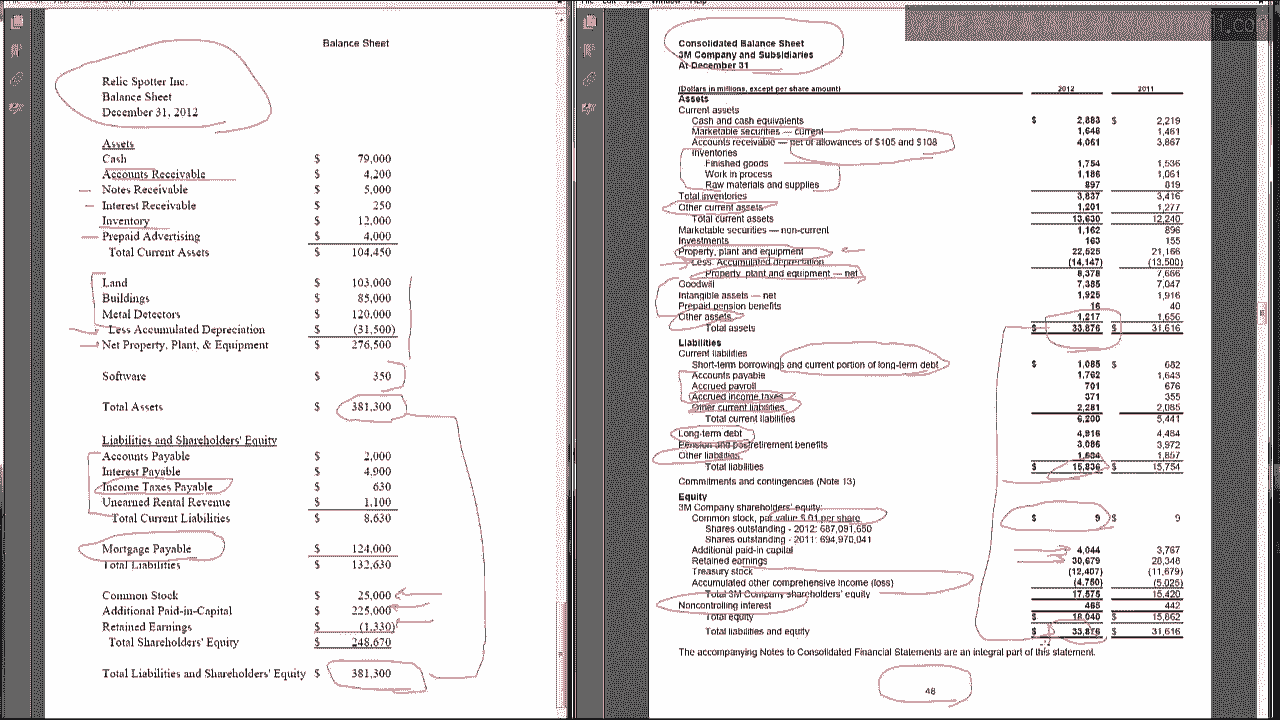 Balance Sheet
Relic Spotter Inc.
Balance Sheet
December 31, 2012
Assets
Cash $ 79,000
Accounts Receivable $ 4,200
Notes Receivable $ 5,000
Interest Receivable $ 250
Inventory $ 12,000
Prepaid Advertising $ 4,000
Total Current Assets $ 104,450
Land $ 103,000
Buildings $ 85,000
Metal Detectors $ 120,000
Less Accumulated Depreciation $ (31,500)
Net Property, Plant, & Equipment $ 276,500
Software $ 350
Total Assets $ 381,300
Liabilities and Shareholders' Equity
Accounts Payable $ 2,000
Interest Payable $ 4,900
Income Taxes Payable $ 630
Unearned Rental Revenue $ 1,100
Total Current Liabilities $ 8,630
Mortgage Payable $ 124,000
Total Liabilities $ 132,630
Common Stock $ 25,000
Additional Paid-in-Capital $ 225,000
Retained Earnings $ (1,330)
Total Shareholders' Equity $ 248,670
Total Liabilities and Shareholders' Equity $ 381,300
Consolidated Balance Sheet
3M Company and Subsidiaries
At December 31
(Dollars in millions, except per share amount) 2012 2011
Assets
Current assets
Cash and cash equivalents $ 2,883 $ 2,219
Marketable securities — current 1,648 1,461
Accounts receivable — net of allowances of $105 and $108 4,061 3,867
Inventories
Finished goods 1,754 1,536
Work in process 1,186 1,061
Raw materials and supplies 897 819
Total inventories 3,837 3,416
Other current assets 1,201 1,277
Total current assets 13,630 12,240
Marketable securities — non-current 1,162 896
Investments 163 155
Property, plant and equipment 22,525 21,166
Less: Accumulated depreciation (14,147) (13,500)
Property, plant and equipment — net 8,378 7,666
Goodwill 7,385 7,047
Intangible assets — net 1,925 1,916
Prepaid pension benefits 16 40
Other assets 1,217 1,656
Total assets $ 33,876 $ 31,616
Liabilities
Current liabilities
Short-term borrowings and current portion of long-term debt $ 1,085 $ 682
Accounts payable 1,762 1,643
Accrued payroll 701 676
Accrued income taxes 371 355
Other current liabilities 2,281 2,085
Total current liabilities 6,200 5,441
Long-term debt 4,916 4,484
Pension and postretirement benefits 3,086 3,972
Other liabilities 1,634 1,857
Total liabilities $ 15,836 $ 15,754
Commitments and contingencies (Note 13)
Equity
3M Company shareholders' equity:
Common stock, par value $.01 per share $ 9 $ 9
Shares outstanding - 2012: 687,091,650
Shares outstanding - 2011: 694,970,041
Additional paid-in capital 4,044 3,767
Retained earnings 30,679 28,348
Treasury stock (12,407) (11,679)
Accumulated other comprehensive income (loss) (4,750) (5,025)
Total 3M Company shareholders' equity 17,575 15,420
Noncontrolling interest 465 442
Total equity 18,040 15,862
Total liabilities and equity $ 33,876 $ 31,616
The accompanying Notes to Consolidated Financial Statements are an integral part of this statement.
48